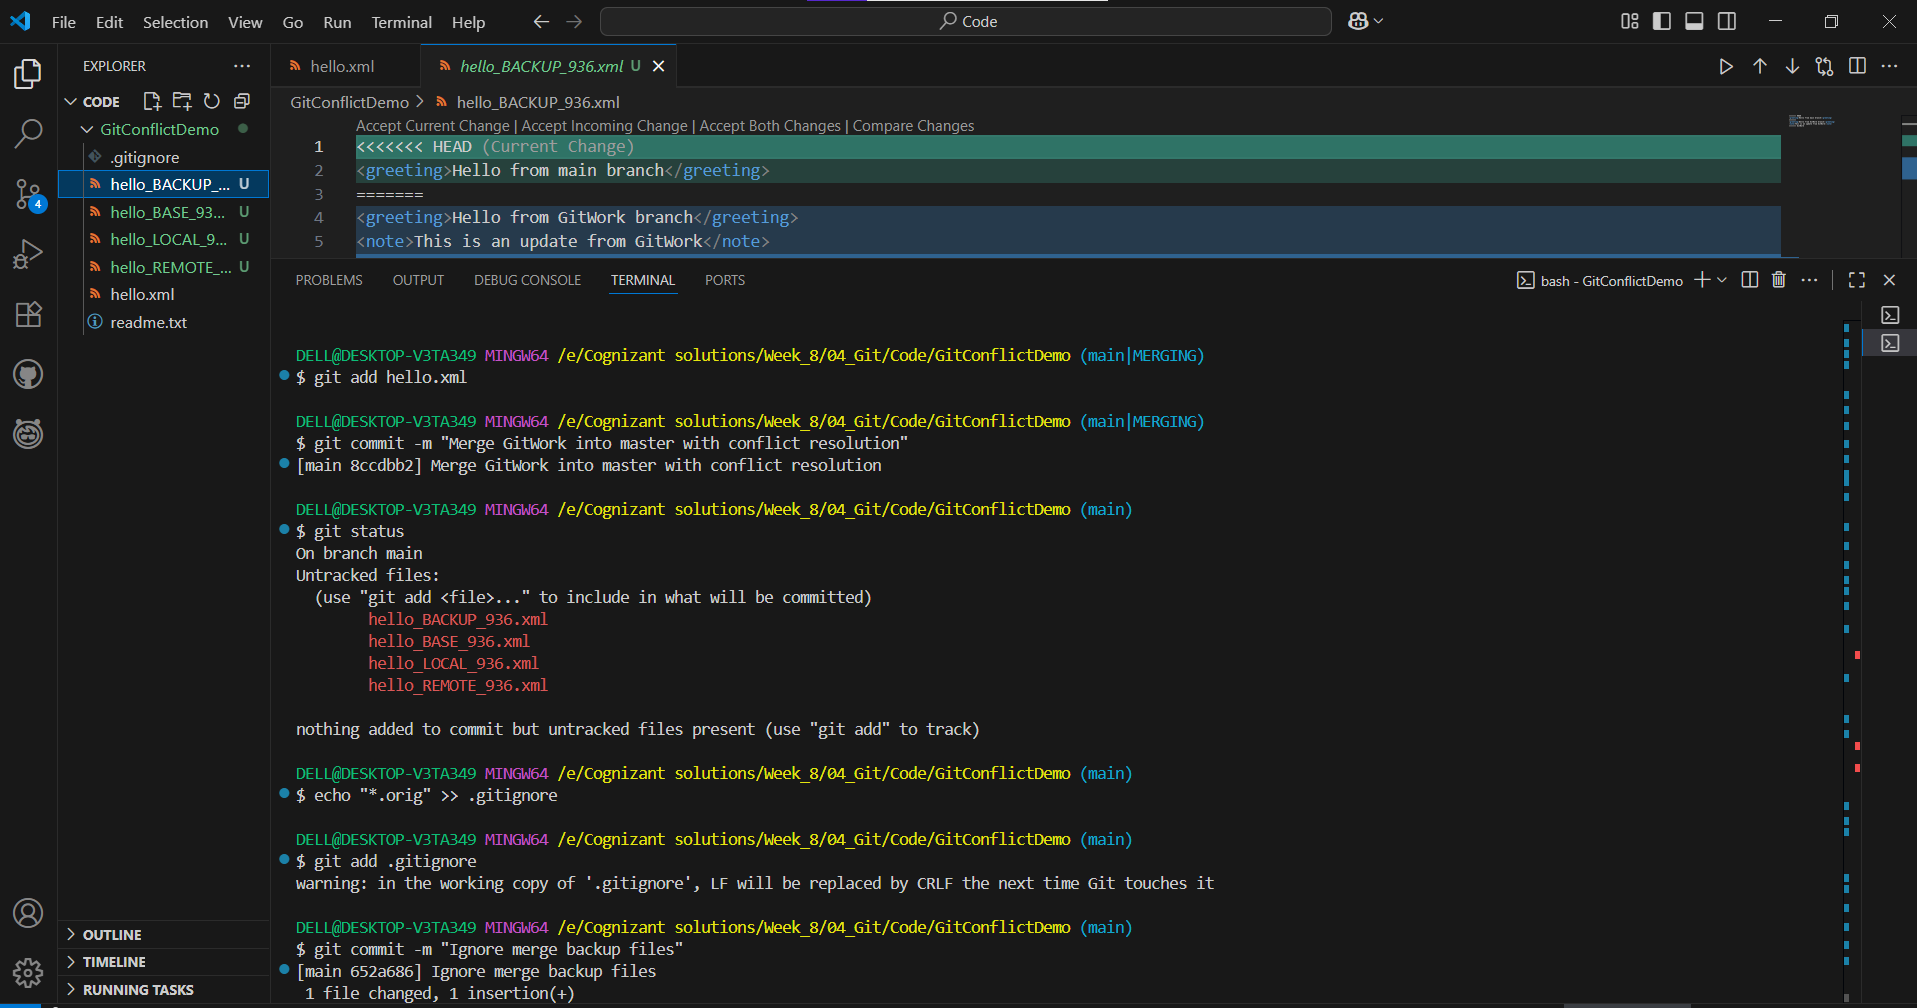 File Edit Selection View Go Run Terminal Help
Code
EXPLORER
hello.xml
hello_BACKUP_936.xml U
CODE
GitConflictDemo > hello_BACKUP_936.xml
GitConflictDemo
.gitignore
hello_BACKUP_... U
hello_BASE_93... U
hello_LOCAL_9... U
hello_REMOTE_... U
hello.xml
readme.txt
4
Accept Current Change | Accept Incoming Change | Accept Both Changes | Compare Changes
1 <<<<<<< HEAD (Current Change)
2 <greeting>Hello from main branch</greeting>
3 =======
4 <greeting>Hello from GitWork branch</greeting>
5 <note>This is an update from GitWork</note>
PROBLEMS OUTPUT DEBUG CONSOLE TERMINAL PORTS
bash - GitConflictDemo
DELL@DESKTOP-V3TA349 MINGW64 /e/Cognizant solutions/Week_8/04_Git/Code/GitConflictDemo (main|MERGING)
$ git add hello.xml
DELL@DESKTOP-V3TA349 MINGW64 /e/Cognizant solutions/Week_8/04_Git/Code/GitConflictDemo (main|MERGING)
$ git commit -m "Merge GitWork into master with conflict resolution"
[main 8ccdbb2] Merge GitWork into master with conflict resolution
DELL@DESKTOP-V3TA349 MINGW64 /e/Cognizant solutions/Week_8/04_Git/Code/GitConflictDemo (main)
$ git status
On branch main
Untracked files:
(use "git add <file>..." to include in what will be committed)
hello_BACKUP_936.xml
hello_BASE_936.xml
hello_LOCAL_936.xml
hello_REMOTE_936.xml
nothing added to commit but untracked files present (use "git add" to track)
DELL@DESKTOP-V3TA349 MINGW64 /e/Cognizant solutions/Week_8/04_Git/Code/GitConflictDemo (main)
$ echo "*.orig" >> .gitignore
DELL@DESKTOP-V3TA349 MINGW64 /e/Cognizant solutions/Week_8/04_Git/Code/GitConflictDemo (main)
$ git add .gitignore
warning: in the working copy of '.gitignore', LF will be replaced by CRLF the next time Git touches it
DELL@DESKTOP-V3TA349 MINGW64 /e/Cognizant solutions/Week_8/04_Git/Code/GitConflictDemo (main)
$ git commit -m "Ignore merge backup files"
[main 652a686] Ignore merge backup files
1 file changed, 1 insertion(+)
OUTLINE
TIMELINE
RUNNING TASKS